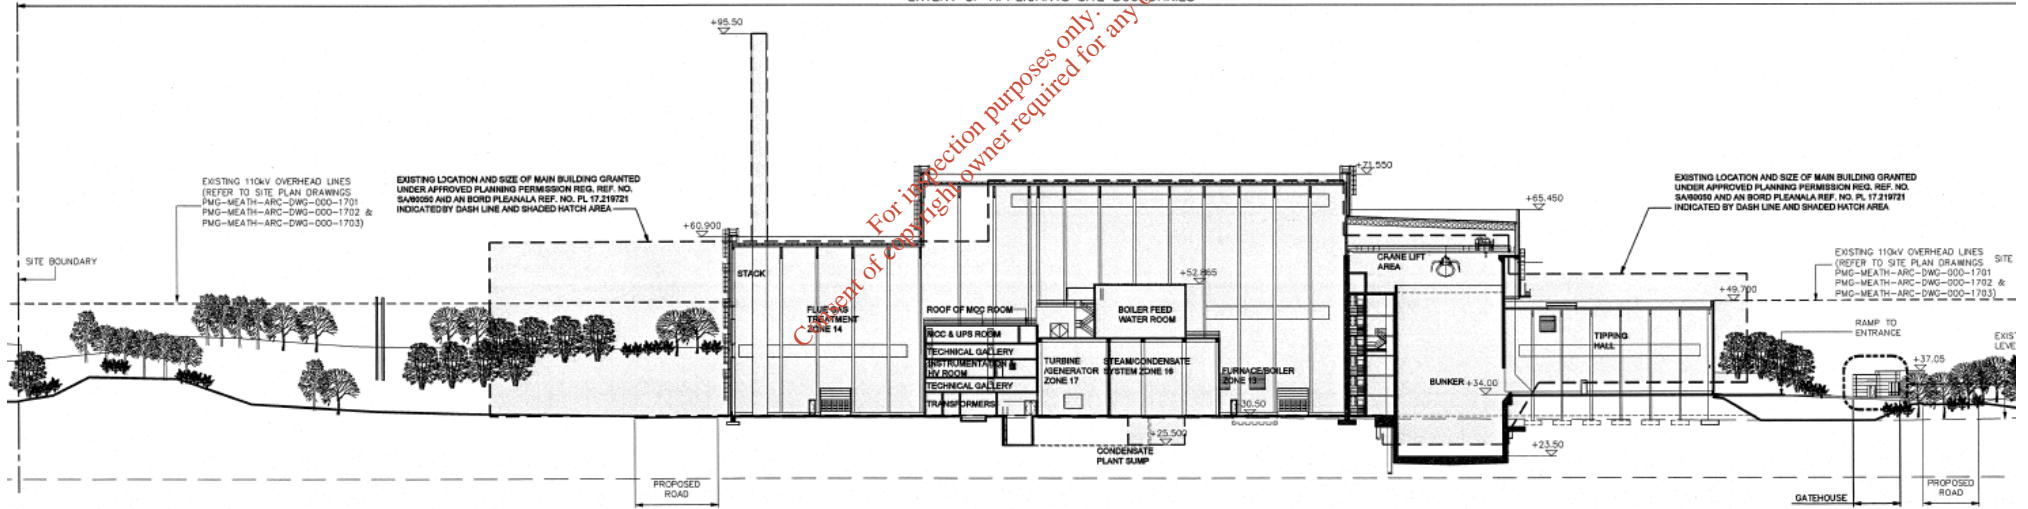 EXTENT OF APPLICANTS SITE BOUNDARIES
+95.50
For inspection purposes only.
Consent of copyright owner required for any
EXISTING 110kV OVERHEAD LINES
(REFER TO SITE PLAN DRAWINGS
PMG-MEATH-ARC-DWG-000-1701
PMG-MEATH-ARC-DWG-000-1702 &
PMG-MEATH-ARC-DWG-000-1703)
EXISTING LOCATION AND SIZE OF MAIN BUILDING GRANTED
UNDER APPROVED PLANNING PERMISSION REG. REF. NO.
SA/60050 AND AN BORD PLEANALA REF. NO. PL 17.219721
INDICATED BY DASH LINE AND SHADED HATCH AREA
+71.550
EXISTING LOCATION AND SIZE OF MAIN BUILDING GRANTED
UNDER APPROVED PLANNING PERMISSION REG. REF. NO.
SA/60050 AND AN BORD PLEANALA REF. NO. PL 17.219721
INDICATED BY DASH LINE AND SHADED HATCH AREA
+65.450
+60.900
SITE BOUNDARY
STACK
CRANE LIFT
AREA
+52.865
EXISTING 110kV OVERHEAD LINES
(REFER TO SITE PLAN DRAWINGS
PMG-MEATH-ARC-DWG-000-1701
PMG-MEATH-ARC-DWG-000-1702 &
PMG-MEATH-ARC-DWG-000-1703)
SITE
+49.700
FLUE GAS
TREATMENT
ZONE 14
ROOF OF MCC ROOM
BOILER FEED
WATER ROOM
MCC & UPS ROOM
TECHNICAL GALLERY
INSTRUMENTATION &
HV ROOM
TECHNICAL GALLERY
TRANSFORMERS
TURBINE
/GENERATOR
ZONE 17
STEAM/CONDENSATE
SYSTEM ZONE 16
FURNACE/BOILER
ZONE 13
TIPPING
HALL
RAMP TO
ENTRANCE
+37.05
BUNKER
+34.00
+30.50
+25.500
CONDENSATE
PLANT SUMP
+23.50
PROPOSED
ROAD
GATEHOUSE
PROPOSED
ROAD